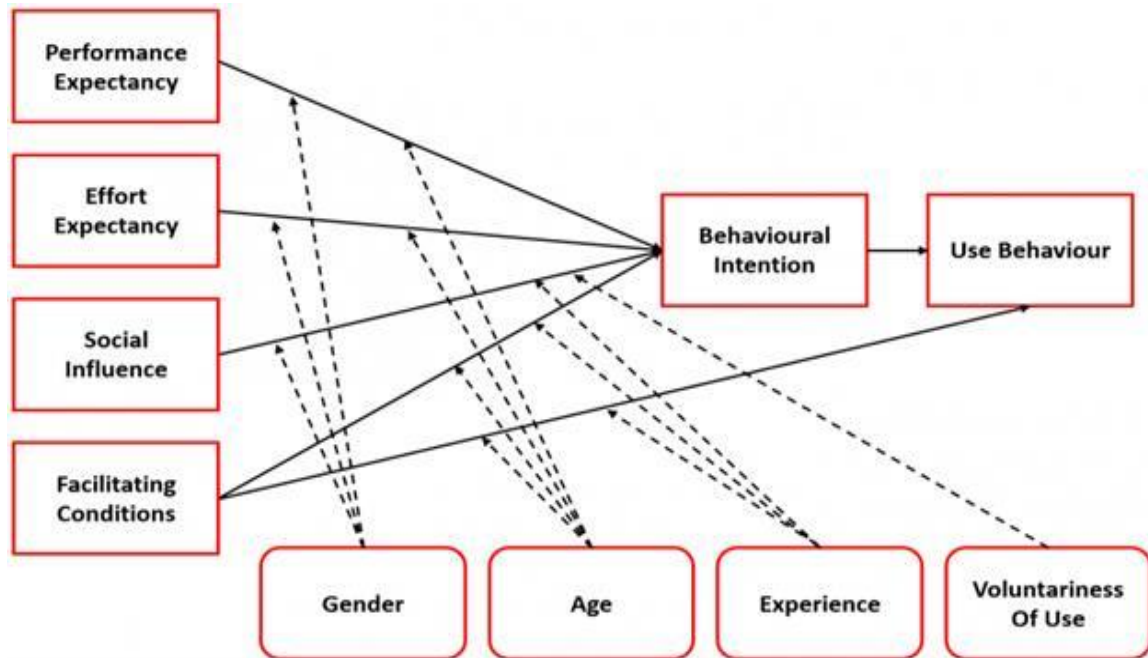 Performance
Expectancy
Effort
Expectancy
Social
Influence
Facilitating
Conditions
Behavioural
Intention
Use Behaviour
Gender
Age
Experience
Voluntariness
Of Use